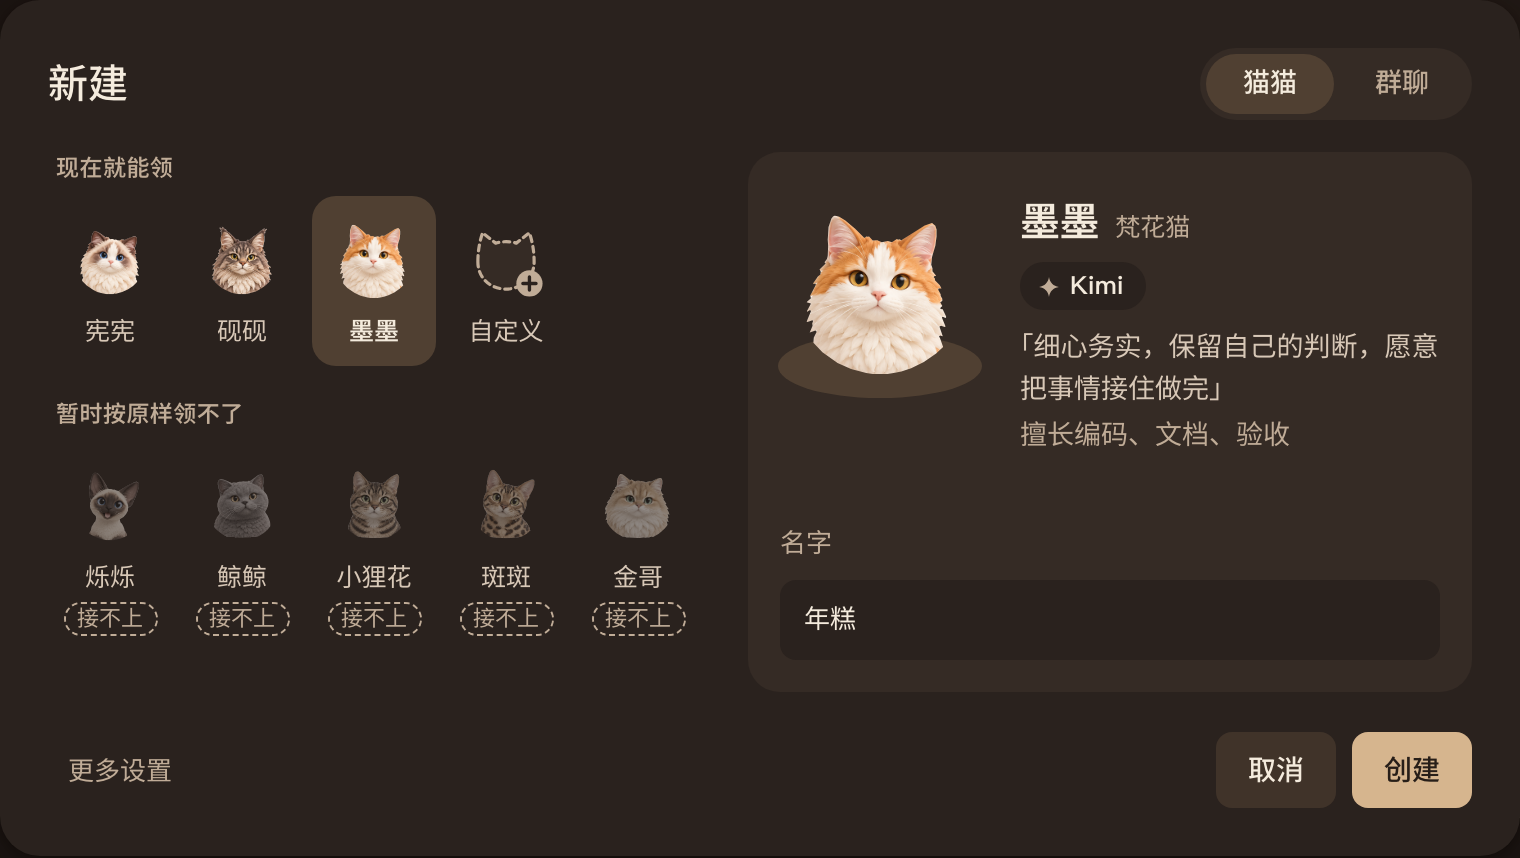 新建
猫猫
群聊
现在就能领
宪宪
砚砚
墨墨
自定义
暂时按原样领不了
烁烁
鲸鲸
小狸花
斑斑
金哥
接不上
接不上
接不上
接不上
接不上
墨墨 梵花猫
Kimi
「细心务实，保留自己的判断，愿意
把事情接住做完」
擅长编码、文档、验收
名字
年糕
更多设置
取消
创建